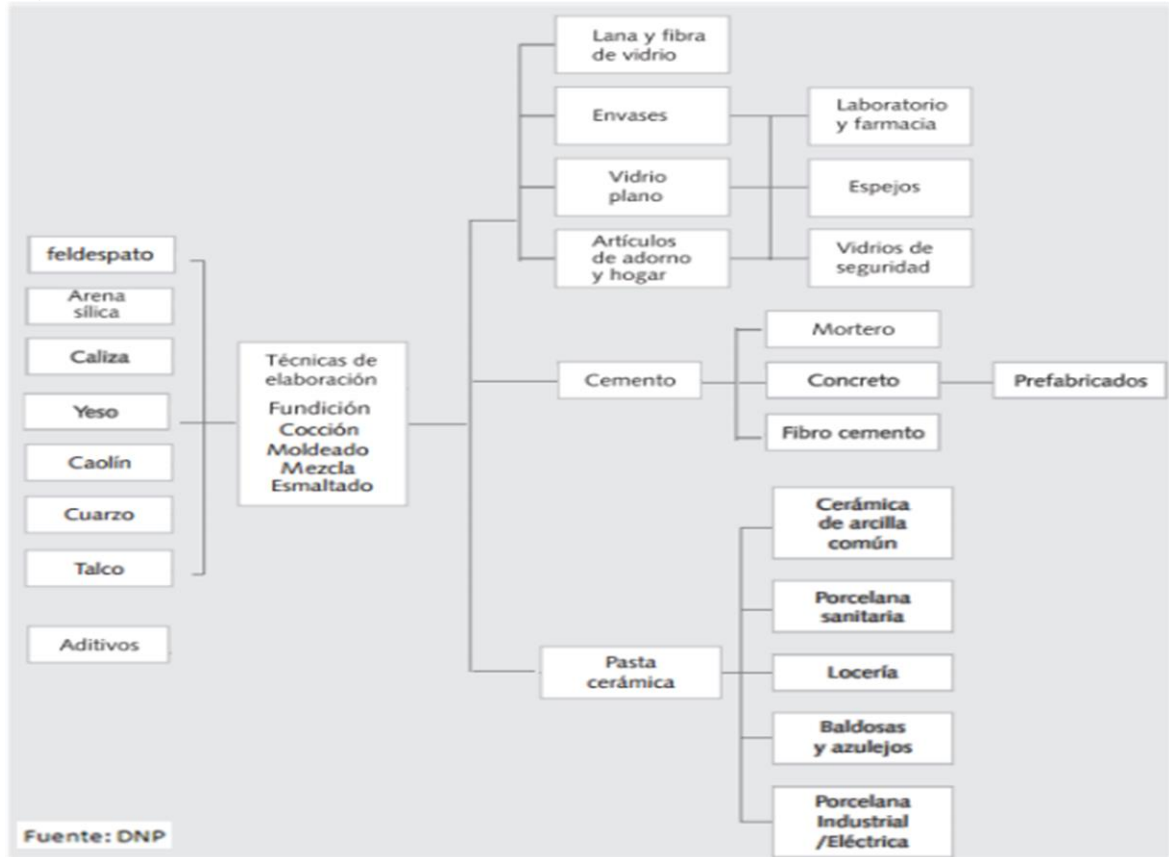 feldespato
Arena
sílica
Caliza
Yeso
Caolín
Cuarzo
Talco
Aditivos
Técnicas de
elaboración
Fundición
Cocción
Moldeado
Mezcla
Esmaltado
Lana y fibra
de vidrio
Envases
Vidrio
plano
Artículos
de adorno
y hogar
Laboratorio
y farmacia
Espejos
Vidrios de
seguridad
Cemento
Mortero
Concreto
Fibro cemento
Prefabricados
Pasta
cerámica
Cerámica
de arcilla
común
Porcelana
sanitaria
Locería
Baldosas
y azulejos
Porcelana
Industrial
/Eléctrica
Fuente: DNP